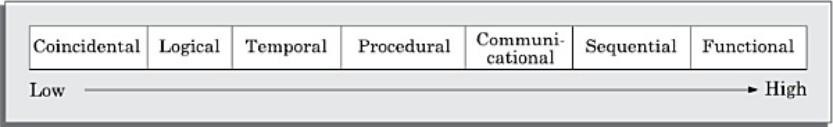 Coincidental Logical Temporal Procedural Communi-
cational Sequential Functional
Low High